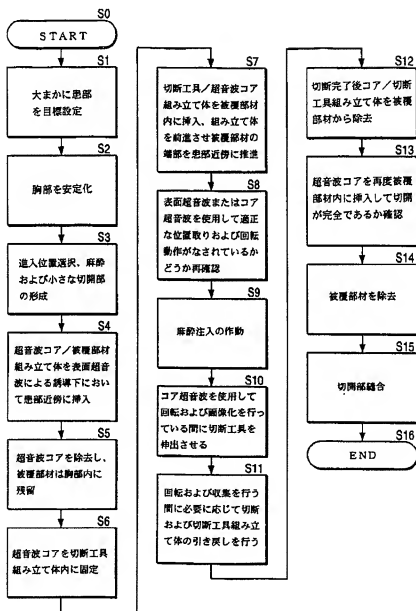 S0
START
S1
大まかに患部
を目標設定
S2
胸部を安定化
S3
進入位置選択、麻酔
および小さな切開部
の形成
S4
超音波コア/被覆部材
組み立て体を表面超音
波による誘導下におい
て患部近傍に挿入
S5
超音波コアを除去し、
被覆部材は胸部内に
残留
S6
超音波コアを切断工具
組み立て体内に固定
S7
切断工具/超音波コア
組み立て体を被覆部材
内に挿入、組み立て体
を前進させ被覆部材の
端部を患部近傍に推進
S8
表面超音波またはコア
超音波を使用して適正
な位置取りおよび回転
動作がなされているか
どうか再確認
S9
麻酔注入の作動
S10
コア超音波を使用して
回転および画像化を行っ
ている間に切断工具を
伸出させる
S11
回転および収集を行う
間に必要に応じて切断
および切断工具組み立
て体の引き戻しを行う
S12
切断完了後コア/切断
工具組み立て体を被覆
部材から除去
S13
超音波コアを再度被覆
部材内に挿入して切開
が完全であるか確認
S14
被覆部材を除去
S15
切開部縫合
S16
END